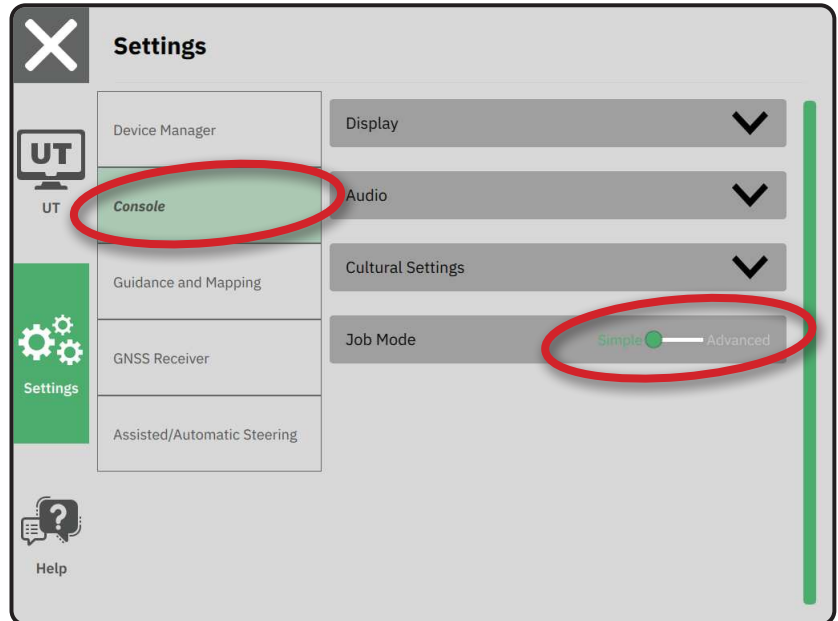 Settings
UT
UT
Settings
Help
Device Manager
Console
Guidance and Mapping
GNSS Receiver
Assisted/Automatic Steering
Display
Audio
Cultural Settings
Job Mode Simple Advanced